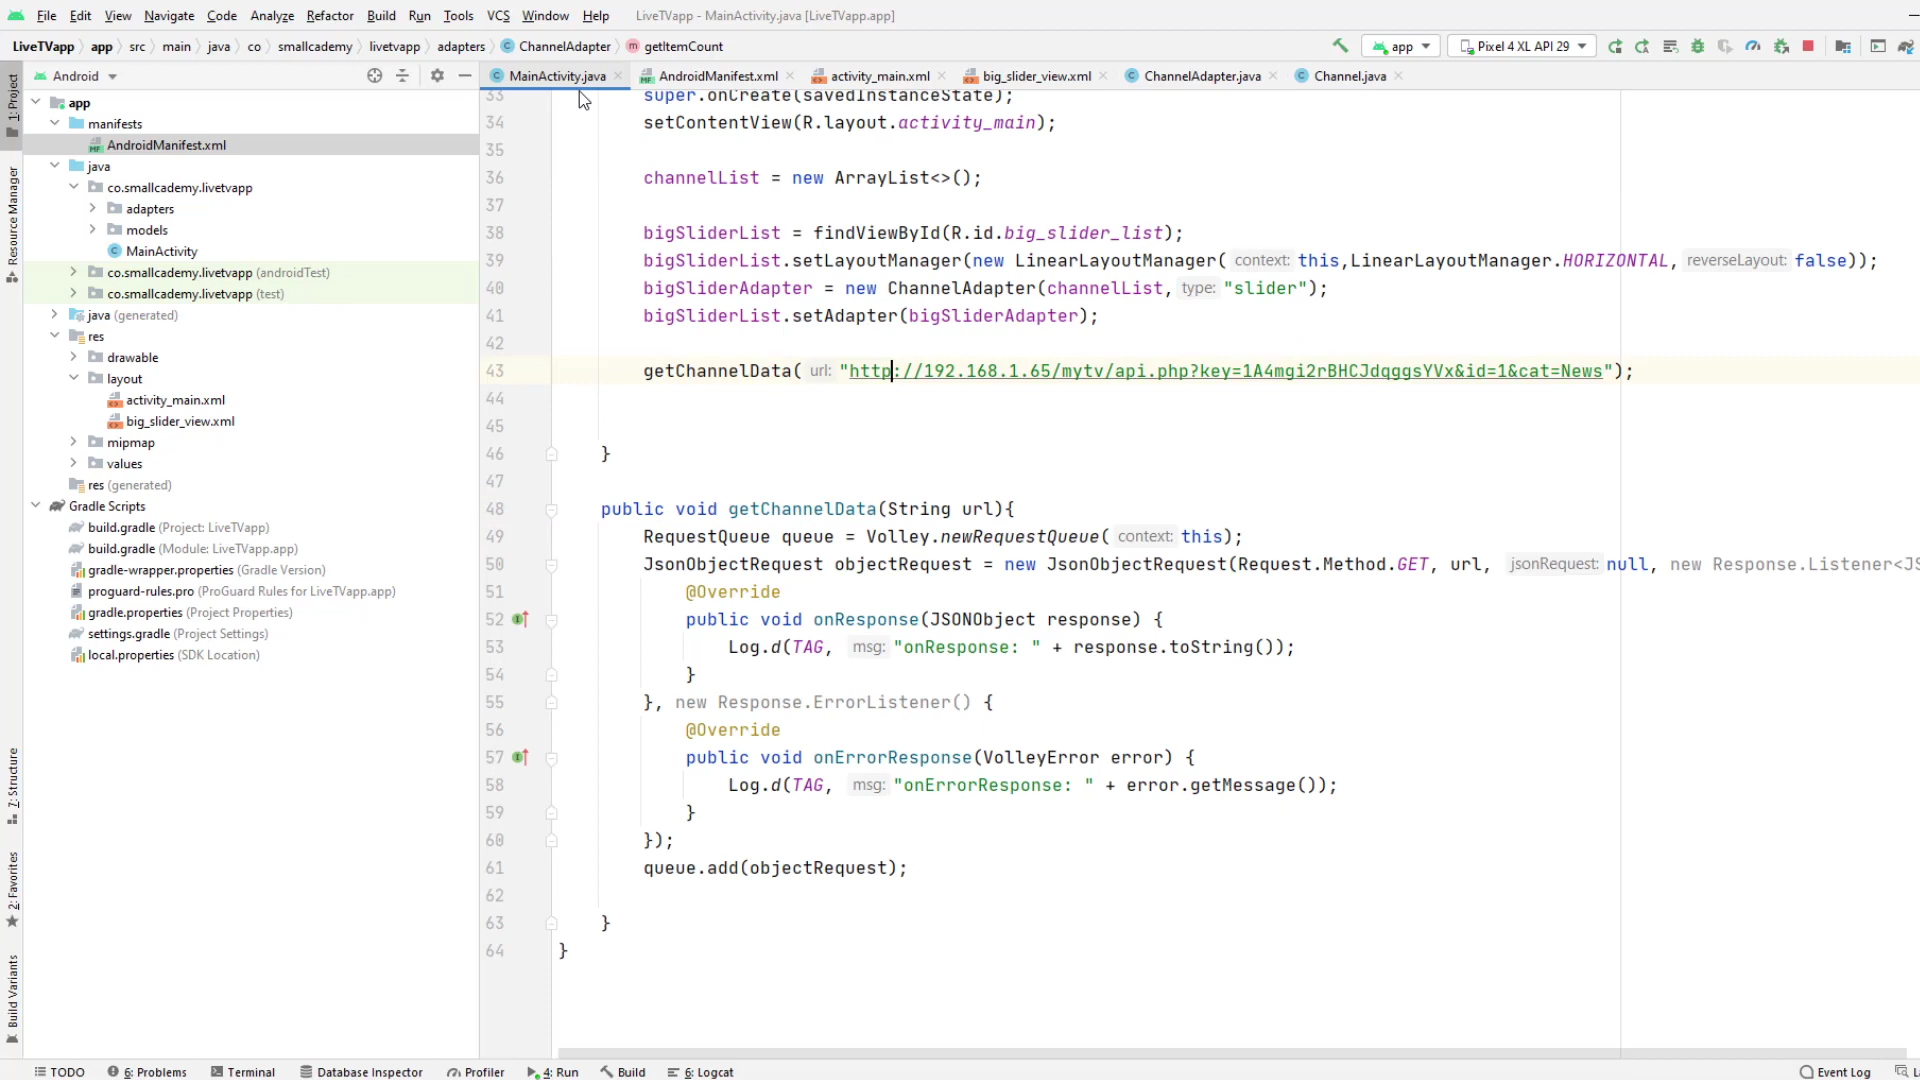 File Edit View Navigate Code Analyze Refactor Build Run Tools VCS Window Help LiveTVapp - MainActivity.java [LiveTVapp.app]
LiveTVapp app src main java co smallcademy livetvapp adapters ChannelAdapter getItemCount app Pixel 4 XL API 29
Android MainActivity.java AndroidManifest.xml activity_main.xml big_slider_view.xml ChannelAdapter.java Channel.java
1: Project
Resource Manager
7: Structure
2: Favorites
Build Variants
app
manifests
AndroidManifest.xml
java
co.smallcademy.livetvapp
adapters
models
MainActivity
co.smallcademy.livetvapp (androidTest)
co.smallcademy.livetvapp (test)
java (generated)
res
drawable
layout
activity_main.xml
big_slider_view.xml
mipmap
values
res (generated)
Gradle Scripts
build.gradle (Project: LiveTVapp)
build.gradle (Module: LiveTVapp.app)
gradle-wrapper.properties (Gradle Version)
proguard-rules.pro (ProGuard Rules for LiveTVapp.app)
gradle.properties (Project Properties)
settings.gradle (Project Settings)
local.properties (SDK Location)
33 super.onCreate(savedInstanceState);
34 setContentView(R.layout.activity_main);
35
36 channelList = new ArrayList<>();
37
38 bigSliderList = findViewById(R.id.big_slider_list);
39 bigSliderList.setLayoutManager(new LinearLayoutManager( context: this,LinearLayoutManager.HORIZONTAL, reverseLayout: false));
40 bigSliderAdapter = new ChannelAdapter(channelList, type: "slider");
41 bigSliderList.setAdapter(bigSliderAdapter);
42
43 getChannelData( url: "http://192.168.1.65/mytv/api.php?key=1A4mgi2rBHCJdqggsYVx&id=1&cat=News");
44
45
46 }
47
48 public void getChannelData(String url){
49 RequestQueue queue = Volley.newRequestQueue( context: this);
50 JsonObjectRequest objectRequest = new JsonObjectRequest(Request.Method.GET, url, jsonRequest: null, new Response.Listener<JS
51 @Override
52 public void onResponse(JSONObject response) {
53 Log.d(TAG, msg: "onResponse: " + response.toString());
54 }
55 }, new Response.ErrorListener() {
56 @Override
57 public void onErrorResponse(VolleyError error) {
58 Log.d(TAG, msg: "onErrorResponse: " + error.getMessage());
59 }
60 });
61 queue.add(objectRequest);
62
63 }
64 }
TODO 6: Problems Terminal Database Inspector Profiler 4: Run Build 6: Logcat Event Log